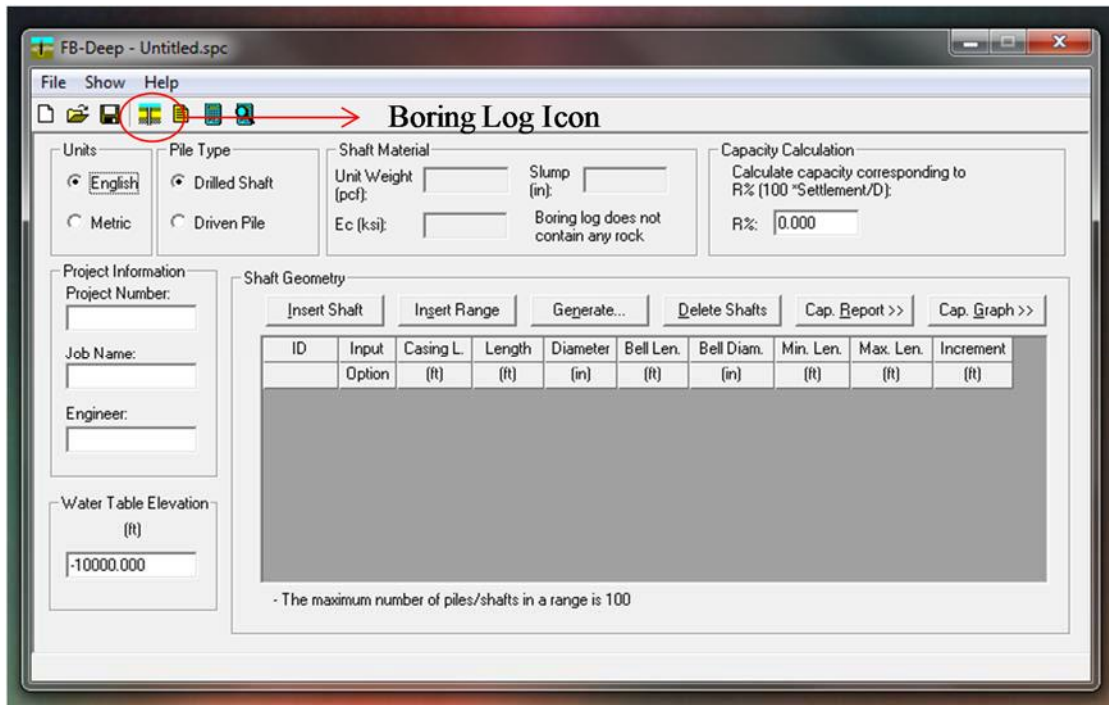 FB-Deep - Untitled.spc
File Show Help
Boring Log Icon
Units
English
Metric
Pile Type
Drilled Shaft
Driven Pile
Shaft Material
Unit Weight
(pcf):
Slump
(in):
Ec (ksi):
Boring log does not
contain any rock
Capacity Calculation
Calculate capacity corresponding to
R% (100 *Settlement/D):
R%: 0.000
Project Information
Project Number:
Job Name:
Engineer:
Water Table Elevation
(ft)
-10000.000
Shaft Geometry
Insert Shaft Insert Range Generate... Delete Shafts Cap. Report >> Cap. Graph >>
ID Input Casing L. Length Diameter Bell Len. Bell Diam. Min. Len. Max. Len. Increment
Option (ft) (ft) (in) (ft) (in) (ft) (ft) (ft)
- The maximum number of piles/shafts in a range is 100